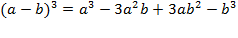 (a − b)³ = a³ − 3a²b + 3ab² − b³